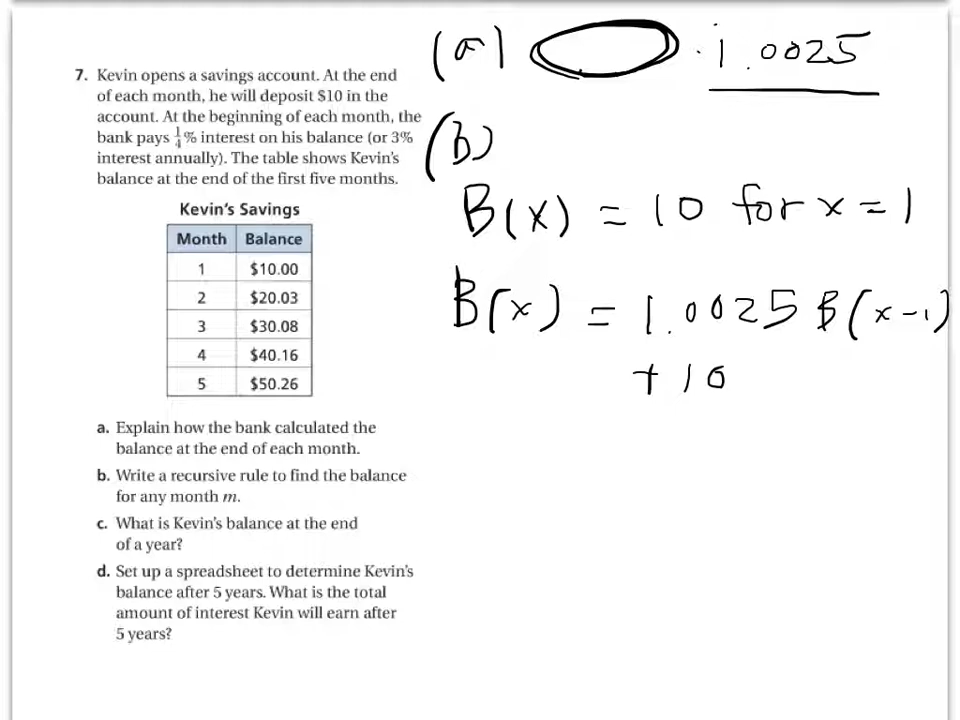 7. Kevin opens a savings account. At the end
of each month, he will deposit $10 in the
account. At the beginning of each month, the
bank pays 1/4% interest on his balance (or 3%
interest annually). The table shows Kevin's
balance at the end of the first five months.
Kevin's Savings
Month Balance
1 $10.00
2 $20.03
3 $30.08
4 $40.16
5 $50.26
a. Explain how the bank calculated the
balance at the end of each month.
b. Write a recursive rule to find the balance
for any month m.
c. What is Kevin's balance at the end
of a year?
d. Set up a spreadsheet to determine Kevin's
balance after 5 years. What is the total
amount of interest Kevin will earn after
5 years?
(a) · 1.0025
(b)
B(x) = 10 for x = 1
B(x) = 1.0025 B(x-1)
+ 10